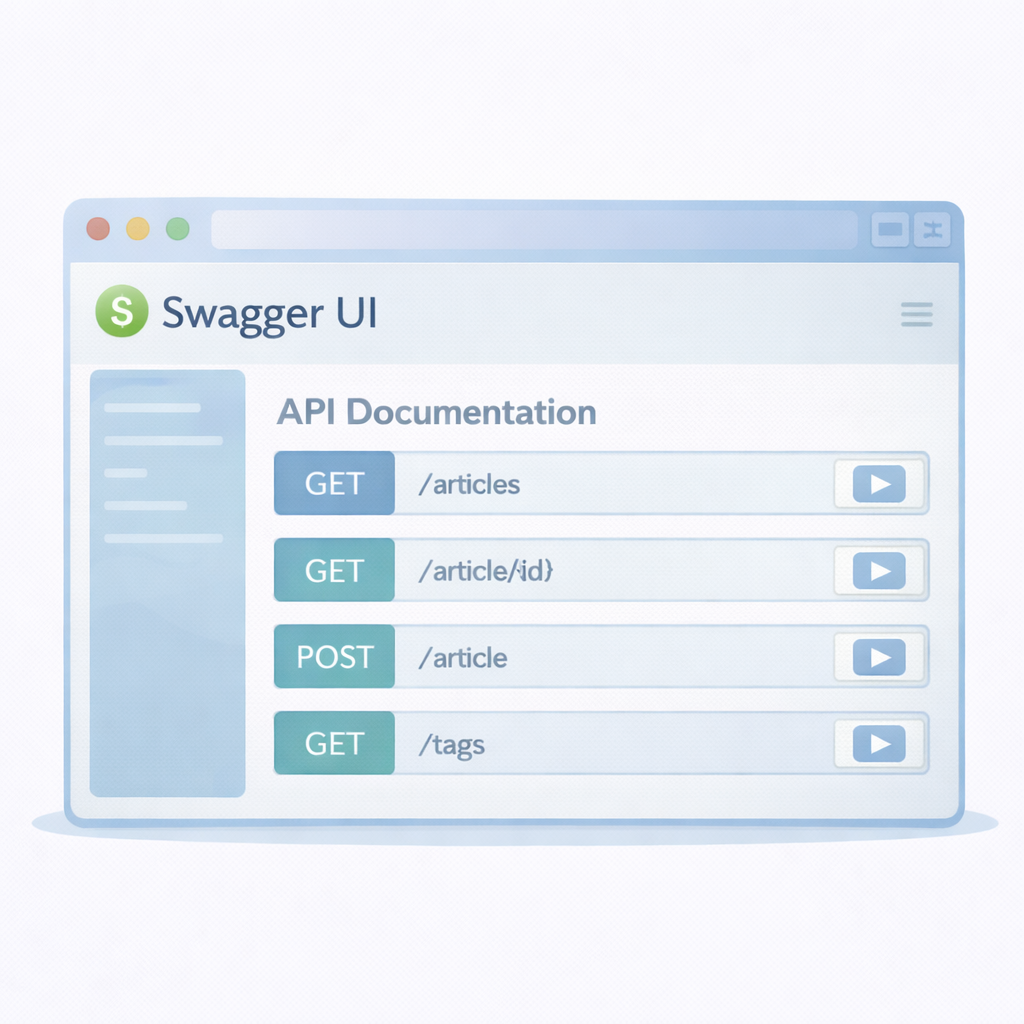 $ Swagger UI
API Documentation
GET /articles
GET /article/{id}
POST /article
GET /tags